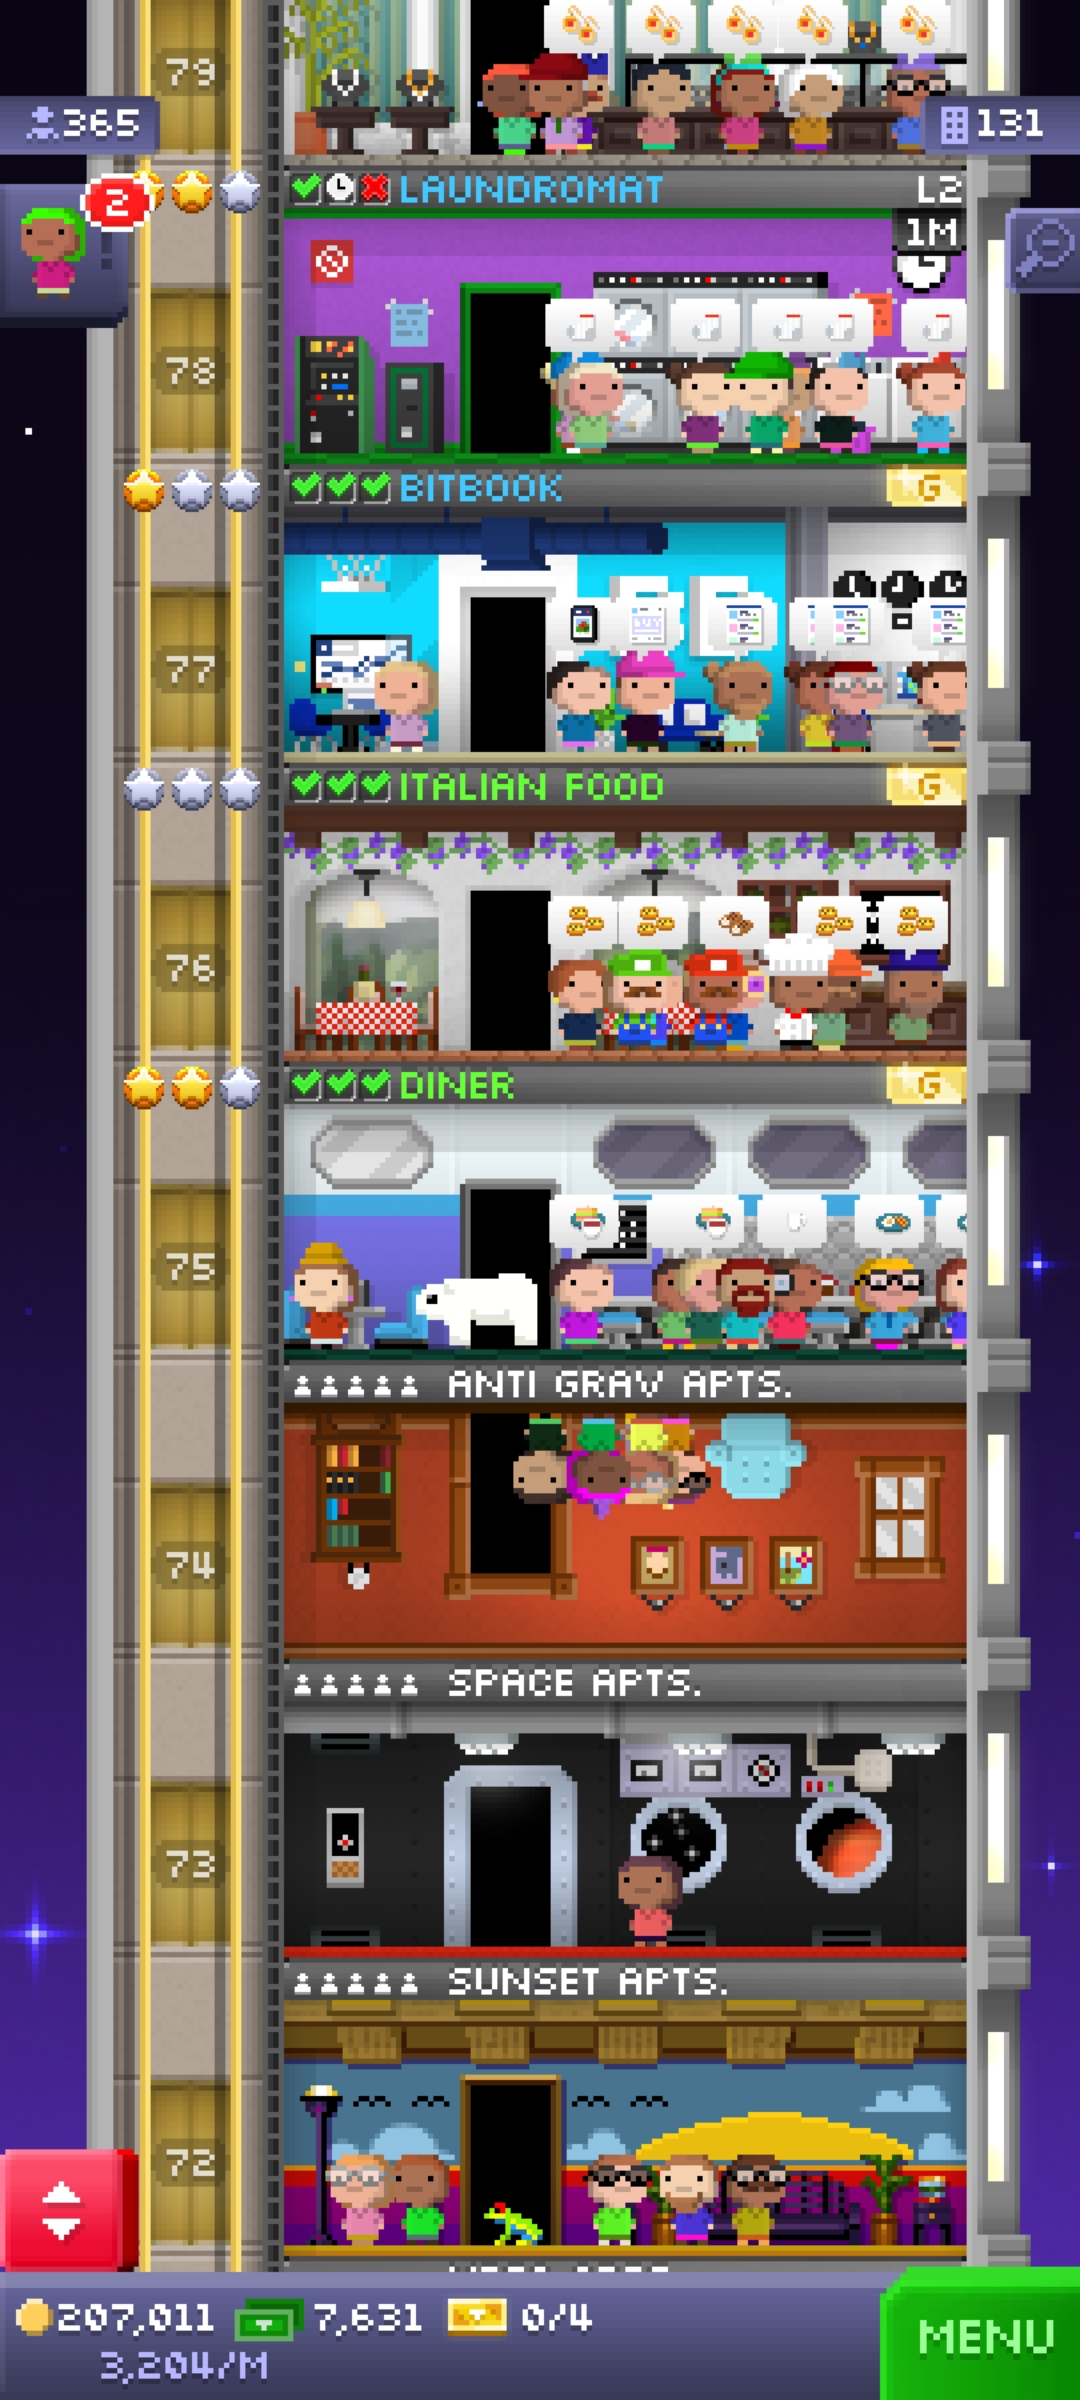 79
365
131
2
LAUNDROMAT L2
1M
78
BITBOOK G
77
ITALIAN FOOD G
76
DINER G
75
ANTI GRAV APTS.
74
SPACE APTS.
73
SUNSET APTS.
72
207,011 7,631 0/4
3,204/M
MENU